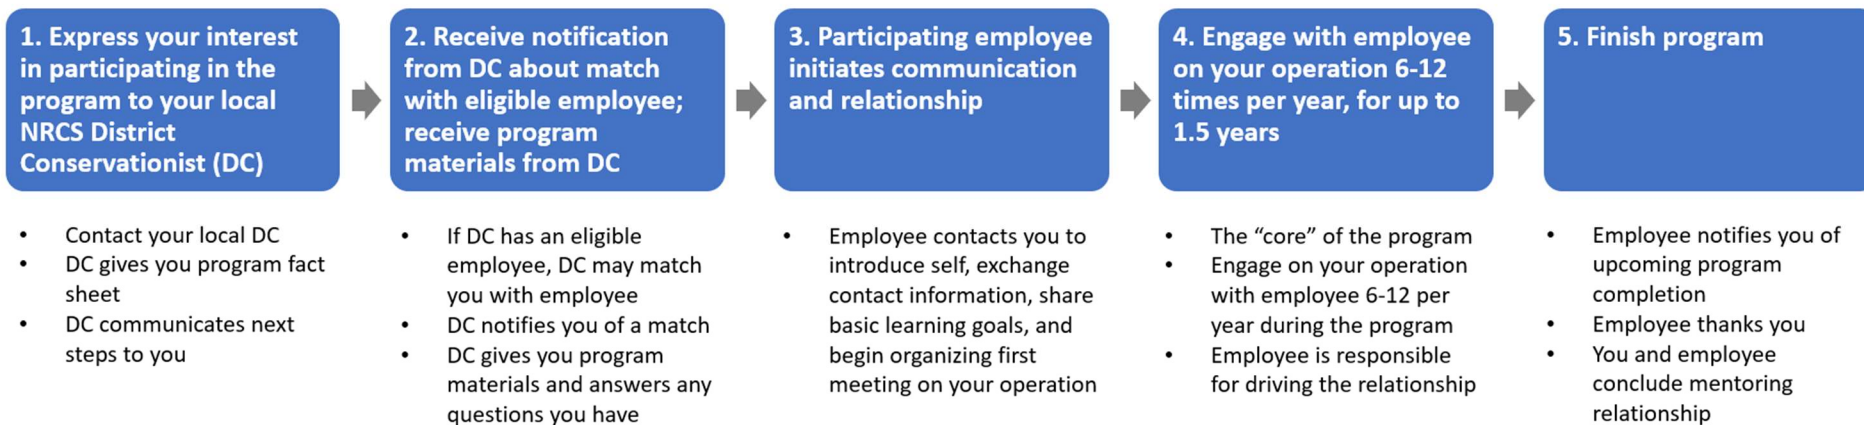 1. Express your interest
in participating in the
program to your local
NRCS District
Conservationist (DC)
• Contact your local DC
• DC gives you program fact
sheet
• DC communicates next
steps to you
2. Receive notification
from DC about match
with eligible employee;
receive program
materials from DC
• If DC has an eligible
employee, DC may match
you with employee
• DC notifies you of a match
• DC gives you program
materials and answers any
questions you have
3. Participating employee
initiates communication
and relationship
• Employee contacts you to
introduce self, exchange
contact information, share
basic learning goals, and
begin organizing first
meeting on your operation
4. Engage with employee
on your operation 6-12
times per year, for up to
1.5 years
• The “core” of the program
• Engage on your operation
with employee 6-12 per
year during the program
• Employee is responsible
for driving the relationship
5. Finish program
• Employee notifies you of
upcoming program
completion
• Employee thanks you
• You and employee
conclude mentoring
relationship